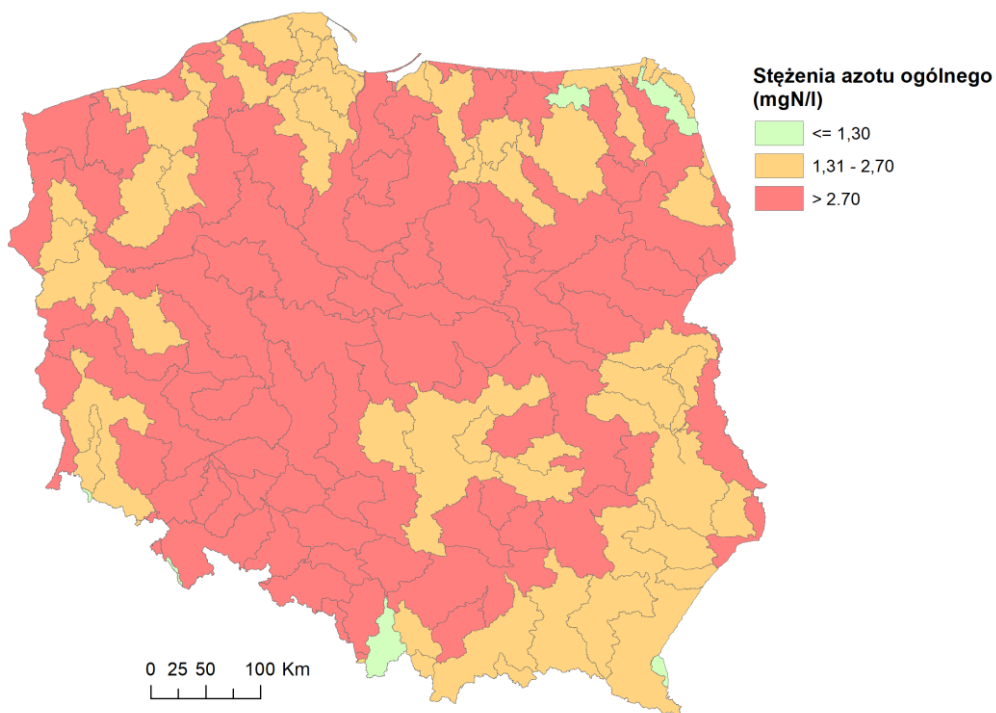 Stężenia azotu ogólnego
(mgN/l)
<= 1,30
1,31 - 2,70
> 2.70
0 25 50 100 Km